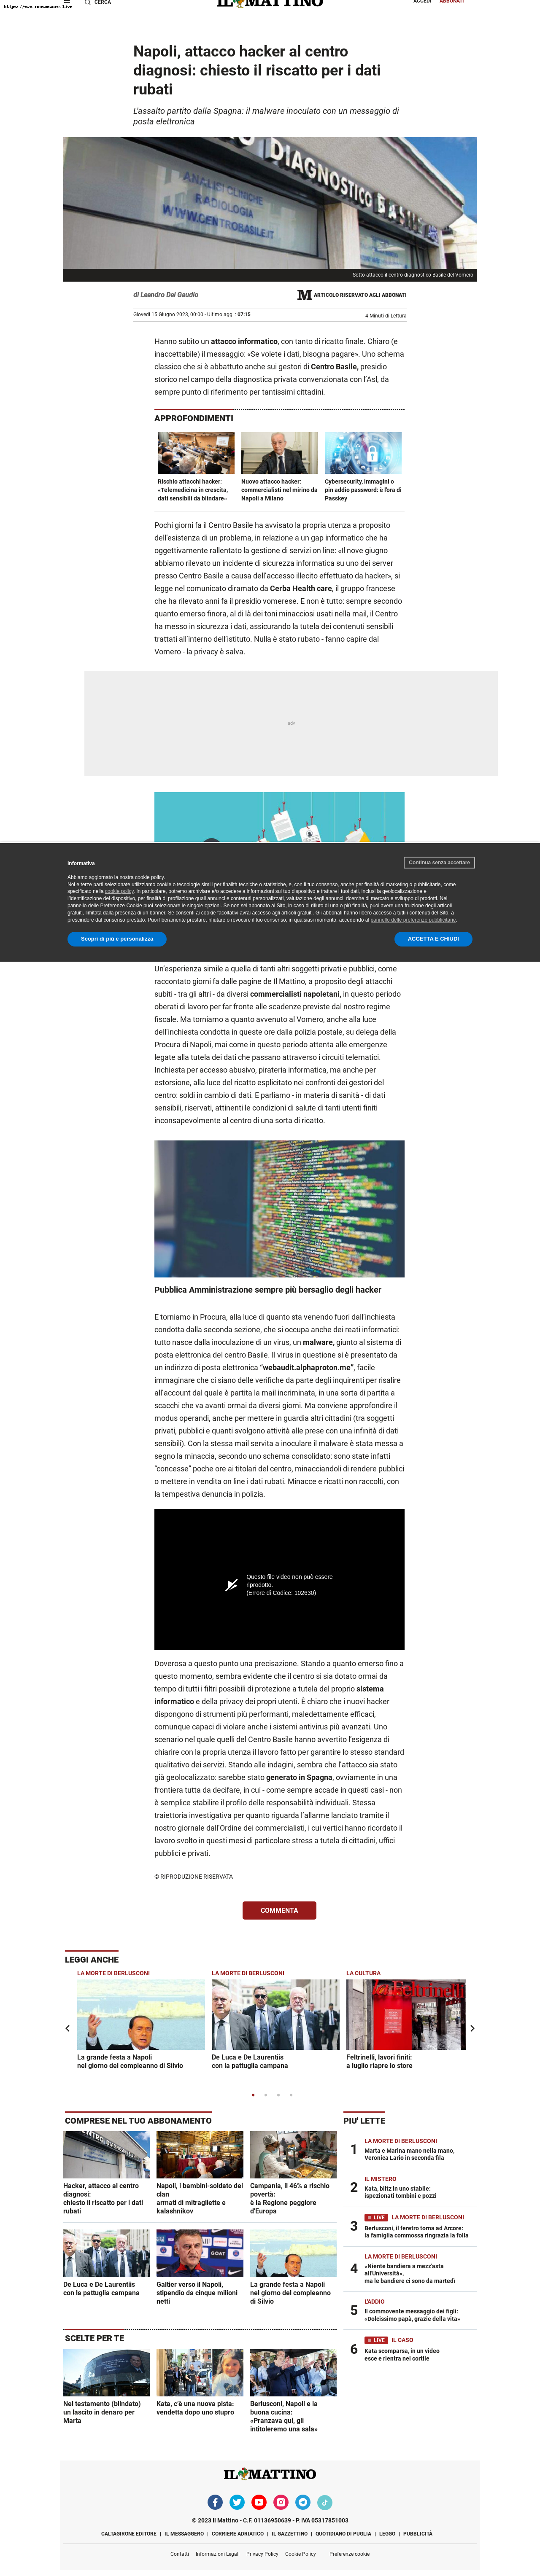 https://www.ransomware.live
CERCA
IL MATTINO
ACCEDI
ABBONATI
Napoli, attacco hacker al centro
diagnosi: chiesto il riscatto per i dati
rubati
L'assalto partito dalla Spagna: il malware inoculato con un messaggio di
posta elettronica
DIAGNOSTICO
ANALISI
CARDIOLOGIA
RADIOLOGIA
WWW.CENTROBASILE.IT
Sotto attacco il centro diagnostico Basile del Vomero
di Leandro Del Gaudio
M ARTICOLO RISERVATO AGLI ABBONATI
Giovedì 15 Giugno 2023, 00:00 - Ultimo agg. : 07:15
4 Minuti di Lettura
Hanno subito un attacco informatico, con tanto di ricatto finale. Chiaro (e
inaccettabile) il messaggio: «Se volete i dati, bisogna pagare». Uno schema
classico che si è abbattuto anche sui gestori di Centro Basile, presidio
storico nel campo della diagnostica privata convenzionata con l'Asl, da
sempre punto di riferimento per tantissimi cittadini.
APPROFONDIMENTI
Rischio attacchi hacker:
«Telemedicina in crescita,
dati sensibili da blindare»
Nuovo attacco hacker:
commercialisti nel mirino da
Napoli a Milano
Cybersecurity, immagini o
pin addio password: è l'ora di
Passkey
Pochi giorni fa il Centro Basile ha avvisato la propria utenza a proposito
dell'esistenza di un problema, in relazione a un gap informatico che ha
oggettivamente rallentato la gestione di servizi on line: «Il nove giugno
abbiamo rilevato un incidente di sicurezza informatica su uno dei server
presso Centro Basile a causa dell'accesso illecito effettuato da hacker», si
legge nel comunicato diramato da Cerba Health care, il gruppo francese
che ha rilevato anni fa il presidio vomerese. E non è tutto: sempre secondo
quanto emerso finora, al di là dei toni minacciosi usati nella mail, il Centro
ha messo in sicurezza i dati, assicurando la tutela dei contenuti sensibili
trattati all'interno dell'istituto. Nulla è stato rubato - fanno capire dal
Vomero - la privacy è salva.
adv
Informativa
Continua senza accettare
Abbiamo aggiornato la nostra cookie policy.
Noi e terze parti selezionate utilizziamo cookie o tecnologie simili per finalità tecniche o statistiche, e, con il tuo consenso, anche per finalità di marketing o pubblicitarie, come
specificato nella cookie policy. In particolare, potremo archiviare e/o accedere a informazioni sul tuo dispositivo e trattare i tuoi dati, inclusi la geolocalizzazione e
l'identificazione del dispositivo, per finalità di profilazione quali annunci e contenuti personalizzati, valutazione degli annunci, ricerche di mercato e sviluppo di prodotti. Nel
pannello delle Preferenze Cookie puoi selezionare in maniera analitica solo alcune finalità e terze parti. 
gratuiti, limitata dalla presenza di un banner. Se consenti ai cookie facoltativi avrai accesso agli articoli gratuiti. Gli abbonati hanno libero accesso a tutti i contenuti del Sito, a
prescindere dal consenso prestato. Puoi liberamente prestare, rifiutare o revocare il tuo consenso, in qualsiasi momento, accedendo al pannello delle preferenze pubblicitarie.
Scopri di più e personalizza
ACCETTA E CHIUDI
Un'esperienza simile a quella di tanti altri soggetti privati e pubblici, come
raccontato giorni fa dalle pagine de Il Mattino, a proposito degli attacchi
subiti - tra gli altri - da diversi commercialisti napoletani, in questo periodo
oberati di lavoro per far fronte alle scadenze previste dal nostro regime
fiscale. Ma torniamo a quanto avvenuto al Vomero, anche alla luce
dell'inchiesta condotta in queste ore dalla polizia postale, su delega della
Procura di Napoli, mai come in questo periodo attenta alle emergenze
legate alla tutela dei dati che passano attraverso i circuiti telematici.
Inchiesta per accesso abusivo, pirateria informatica, ma anche per
estorsione, alla luce del ricatto esplicitato nei confronti dei gestori del
centro: soldi in cambio di dati. E parliamo - in materia di sanità - di dati
sensibili, riservati, attinenti le condizioni di salute di tanti utenti finiti
inconsapevolmente al centro di una sorta di ricatto.
Pubblica Amministrazione sempre più bersaglio degli hacker
E torniamo in Procura, alla luce di quanto sta venendo fuori dall'inchiesta
condotta dalla seconda sezione, che si occupa anche dei reati informatici:
tutto nasce dalla inoculazione di un virus, un malware, giunto al sistema di
posta elettronica del centro Basile. Il virus in questione si è presentato da
un indirizzo di posta elettronica "webaudit.alphaproton.me", facile
immaginare che ci siano delle verifiche da parte degli inquirenti per risalire
all'account dal quale è partita la mail incriminata, in una sorta di partita a
scacchi che va avanti ormai da diversi giorni. Ma conviene approfondire il
modus operandi, anche per mettere in guardia altri cittadini (tra soggetti
privati, pubblici e quanti svolgono attività alle prese con una infinità di dati
sensibili). Con la stessa mail servita a inoculare il malware è stata messa a
segno la minaccia, secondo uno schema consolidato: sono state infatti
"concesse" poche ore ai titolari del centro, minacciandoli di rendere pubblici
o mettere in vendita on line i dati rubati. Minacce e ricatti non raccolti, con
la tempestiva denuncia in polizia.
Questo file video non può essere
riprodotto.
(Errore di Codice: 102630)
Doverosa a questo punto una precisazione. Stando a quanto emerso fino a
questo momento, sembra evidente che il centro si sia dotato ormai da
tempo di tutti i filtri possibili di protezione a tutela del proprio sistema
informatico e della privacy dei propri utenti. È chiaro che i nuovi hacker
dispongono di strumenti più performanti, maledettamente efficaci,
comunque capaci di violare anche i sistemi antivirus più avanzati. Uno
scenario nel quale quelli del Centro Basile hanno avvertito l'esigenza di
chiarire con la propria utenza il lavoro fatto per garantire lo stesso standard
qualitativo dei servizi. Stando alle indagini, sembra che l'attacco sia stato
già geolocalizzato: sarebbe stato generato in Spagna, ovviamente in una
frontiera tutta da decifare, in cui - come sempre accade in questi casi - non
è semplice stabilire il profilo delle responsabilità individuali. Stessa
traiettoria investigativa per quanto riguarda l'allarme lanciato tramite il
nostro giornale dall'Ordine dei commercialisti, i cui vertici hanno ricordato il
lavoro svolto in questi mesi di particolare stress a tutela di cittadini, uffici
pubblici e privati.
© RIPRODUZIONE RISERVATA
COMMENTA
LEGGI ANCHE
LA MORTE DI BERLUSCONI
La grande festa a Napoli
nel giorno del compleanno di Silvio
LA MORTE DI BERLUSCONI
De Luca e De Laurentiis
con la pattuglia campana
LA CULTURA
Feltrinelli
Feltrinelli, lavori finiti:
a luglio riapre lo store
COMPRESE NEL TUO ABBONAMENTO
Hacker, attacco al centro
diagnosi:
chiesto il riscatto per i dati
rubati
Napoli, i bambini-soldato dei
clan
armati di mitragliette e
kalashnikov
Campania, il 46% a rischio
povertà:
è la Regione peggiore
d'Europa
De Luca e De Laurentiis
con la pattuglia campana
GOAT
Galtier verso il Napoli,
stipendio da cinque milioni
netti
La grande festa a Napoli
nel giorno del compleanno
di Silvio
SCELTE PER TE
Nel testamento (blindato)
un lascito in denaro per
Marta
Kata, c'è una nuova pista:
vendetta dopo uno stupro
Berlusconi, Napoli e la
buona cucina:
«Pranzava qui, gli
intitoleremo una sala»
PIU' LETTE
1
LA MORTE DI BERLUSCONI
Marta e Marina mano nella mano,
Veronica Lario in seconda fila
2
IL MISTERO
Kata, blitz in uno stabile:
ispezionati tombini e pozzi
3
LIVE LA MORTE DI BERLUSCONI
Berlusconi, il feretro torna ad Arcore:
la famiglia commossa ringrazia la folla
4
LA MORTE DI BERLUSCONI
«Niente bandiera a mezz'asta
all'Università»,
ma le bandiere ci sono da martedì
5
L'ADDIO
Il commovente messaggio dei figli:
«Dolcissimo papà, grazie della vita»
6
LIVE IL CASO
Kata scomparsa, in un video
esce e rientra nel cortile
IL MATTINO
© 2023 Il Mattino - C.F. 01136950639 - P. IVA 05317851003
CALTAGIRONE EDITORE | IL MESSAGGERO | CORRIERE ADRIATICO | IL GAZZETTINO | QUOTIDIANO DI PUGLIA | LEGGO | PUBBLICITÀ
Contatti Informazioni Legali Privacy Policy Cookie Policy Preferenze cookie